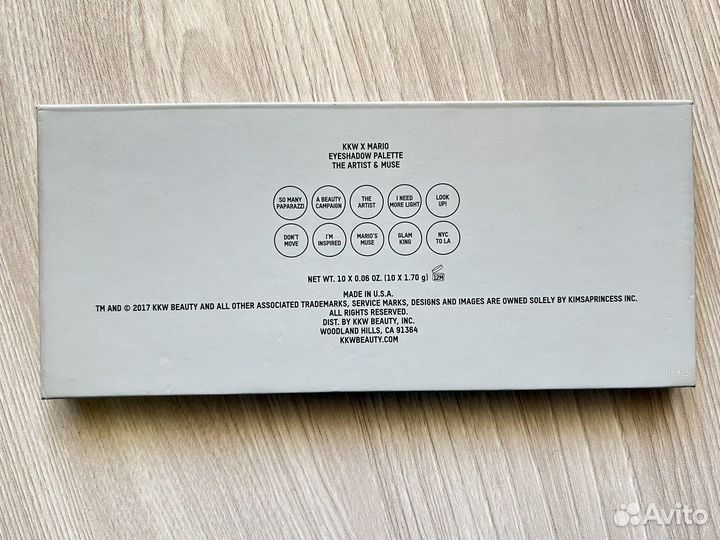 KKW X MARIO
EYESHADOW PALETTE
THE ARTIST & MUSE
SO MANY PAPARAZZI
A BEAUTY CAMPAIGN
THE ARTIST
I NEED MORE LIGHT
LOOK UP!
DON'T MOVE
I'M INSPIRED
MARIO'S MUSE
GLAM KING
NYC TO LA
NET WT. 10 X 0.06 OZ. (10 X 1.70 g) 12M
MADE IN U.S.A.
TM AND © 2017 KKW BEAUTY AND ALL OTHER ASSOCIATED TRADEMARKS, SERVICE MARKS, DESIGNS AND IMAGES ARE OWNED SOLELY BY KIMSAPRINCESS INC.
ALL RIGHTS RESERVED.
DIST. BY KKW BEAUTY, INC.
WOODLAND HILLS, CA 91364
KKWBEAUTY.COM
Avito